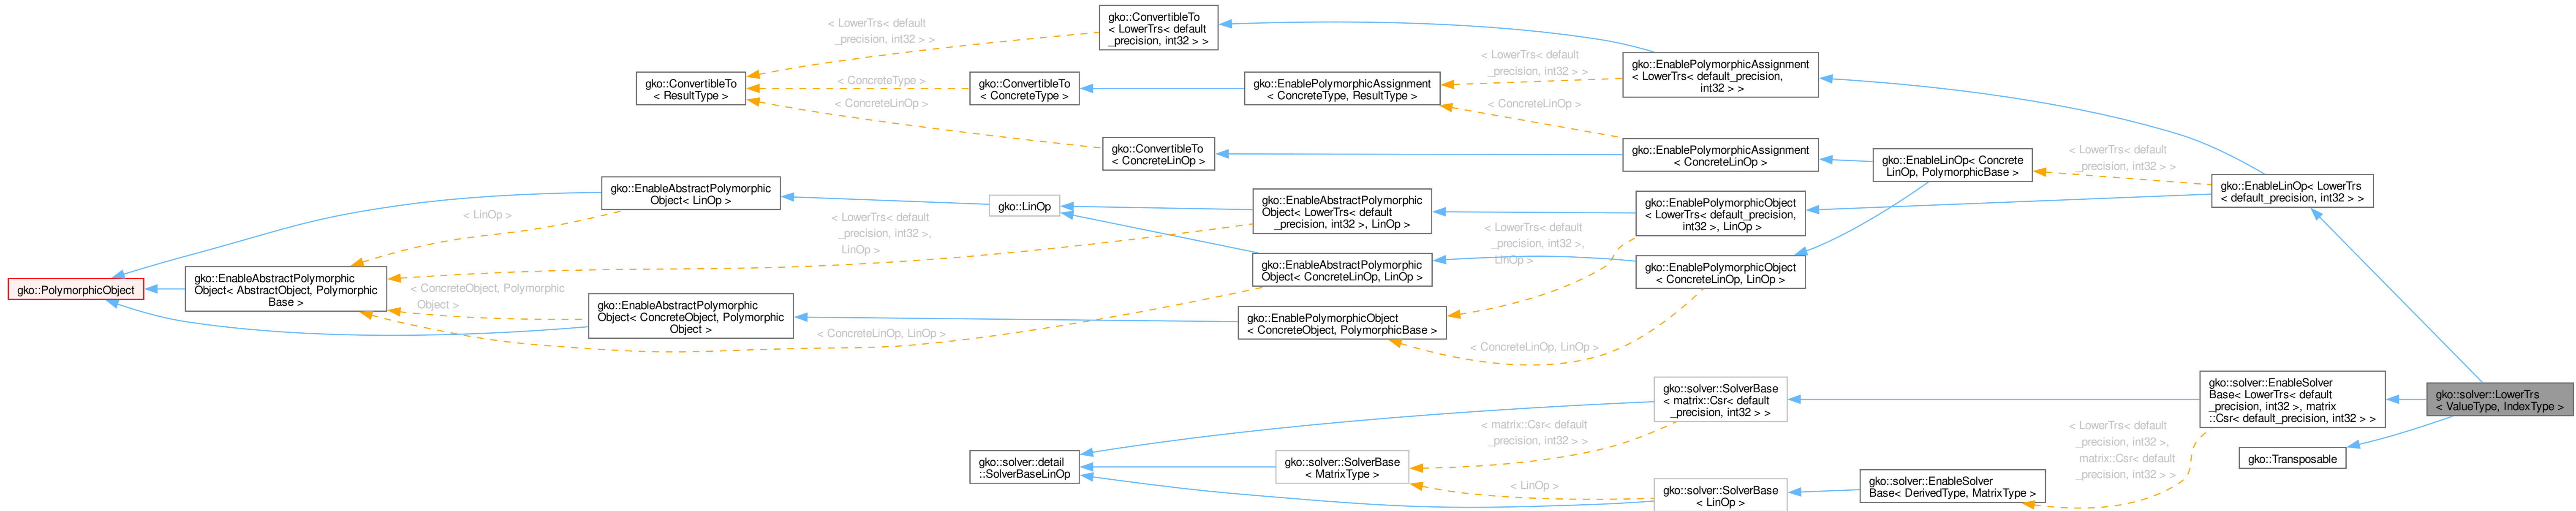 gko::ConvertibleTo
< LowerTrs< default
_precision, int32 > >
< LowerTrs< default
_precision, int32 > >
gko::ConvertibleTo
< ResultType >
< ConcreteType >
gko::ConvertibleTo
< ConcreteType >
< ConcreteLinOp >
gko::EnablePolymorphicAssignment
< ConcreteType, ResultType >
< LowerTrs< default
_precision, int32 > >
gko::EnablePolymorphicAssignment
< LowerTrs< default_precision,
int32 > >
< ConcreteLinOp >
gko::ConvertibleTo
< ConcreteLinOp >
gko::EnablePolymorphicAssignment
< ConcreteLinOp >
gko::EnableLinOp< Concrete
LinOp, PolymorphicBase >
< LowerTrs< default
_precision, int32 > >
gko::EnableLinOp< LowerTrs
< default_precision, int32 > >
gko::EnableAbstractPolymorphic
Object< LinOp >
< LinOp >
gko::LinOp
< LowerTrs< default
_precision, int32 >,
LinOp >
gko::EnableAbstractPolymorphic
Object< LowerTrs< default
_precision, int32 >, LinOp >
gko::EnablePolymorphicObject
< LowerTrs< default_precision,
int32 >, LinOp >
< LowerTrs< default
_precision, int32 >,
LinOp >
gko::EnableAbstractPolymorphic
Object< ConcreteLinOp, LinOp >
gko::EnablePolymorphicObject
< ConcreteLinOp, LinOp >
gko::PolymorphicObject
gko::EnableAbstractPolymorphic
Object< AbstractObject, Polymorphic
Base >
< ConcreteObject, Polymorphic
Object >
gko::EnableAbstractPolymorphic
Object< ConcreteObject, Polymorphic
Object >
< ConcreteLinOp, LinOp >
gko::EnablePolymorphicObject
< ConcreteObject, PolymorphicBase >
< ConcreteLinOp, LinOp >
gko::solver::SolverBase
< matrix::Csr< default
_precision, int32 > >
gko::solver::EnableSolver
Base< LowerTrs< default
_precision, int32 >, matrix
::Csr< default_precision, int32 > >
gko::solver::LowerTrs
< ValueType, IndexType >
< matrix::Csr< default
_precision, int32 > >
gko::solver::detail
::SolverBaseLinOp
gko::solver::SolverBase
< MatrixType >
< LinOp >
gko::solver::SolverBase
< LinOp >
gko::solver::EnableSolver
Base< DerivedType, MatrixType >
< LowerTrs< default
_precision, int32 >,
matrix::Csr< default
_precision, int32 > >
gko::Transposable